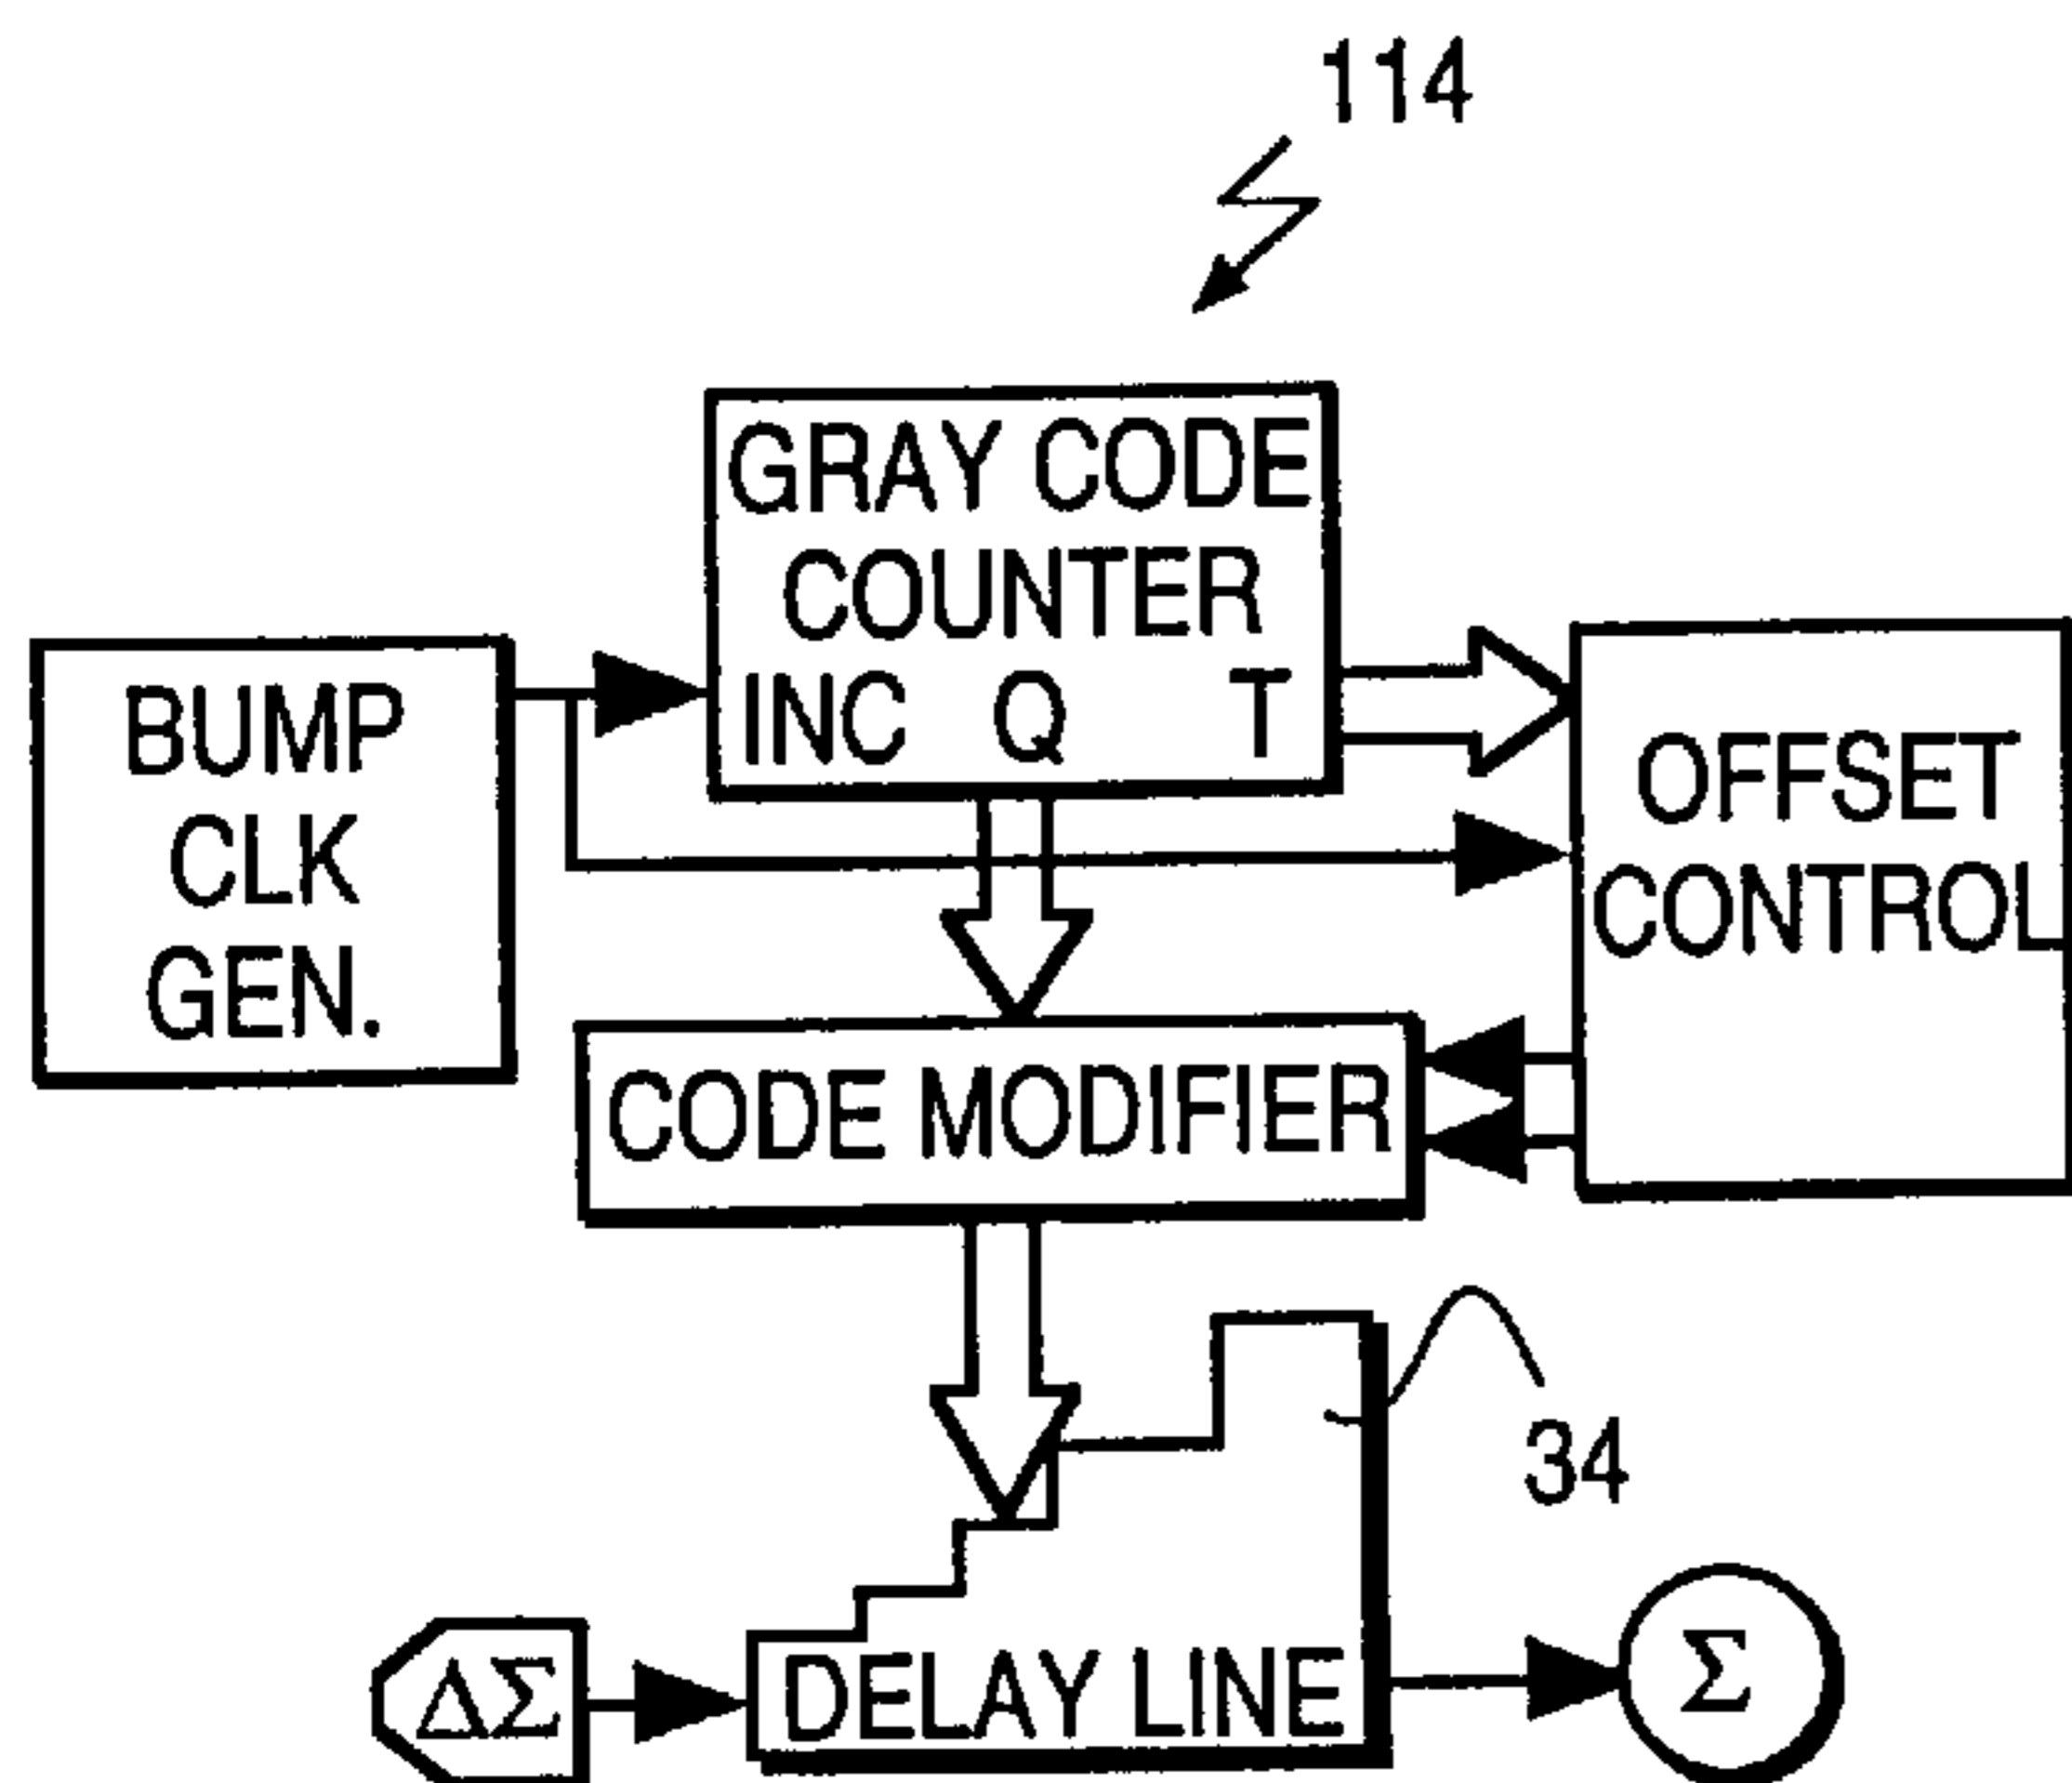 114
GRAY CODE
COUNTER
INC Q T
BUMP
CLK
GEN.
OFFSET
CONTROL
CODE MODIFIER
34
ΔΣ
DELAY LINE
Σ